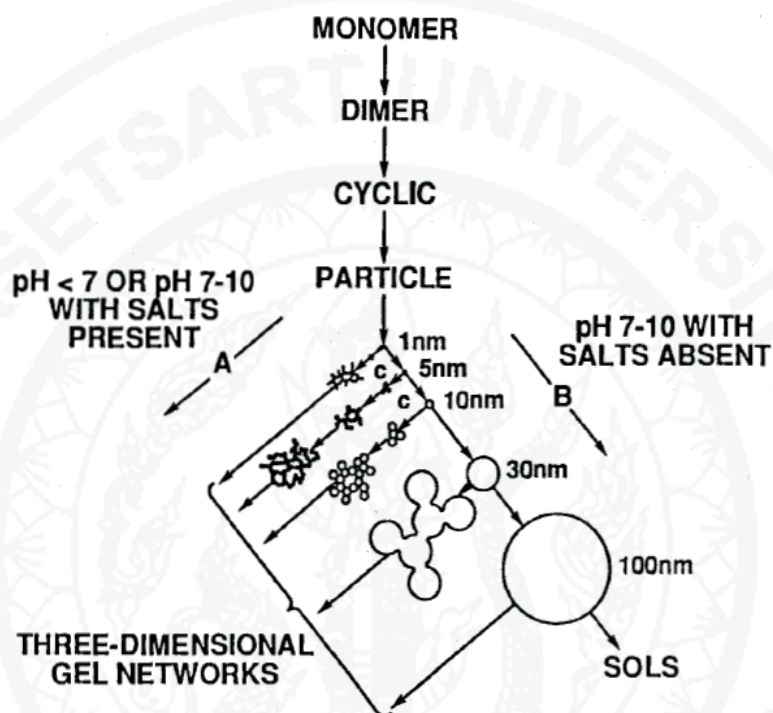 MONOMER
DIMER
CYCLIC
PARTICLE
pH < 7 OR pH 7-10
WITH SALTS
PRESENT
A
pH 7-10 WITH
SALTS ABSENT
B
1nm
c
5nm
c
10nm
30nm
100nm
THREE-DIMENSIONAL
GEL NETWORKS
SOLS